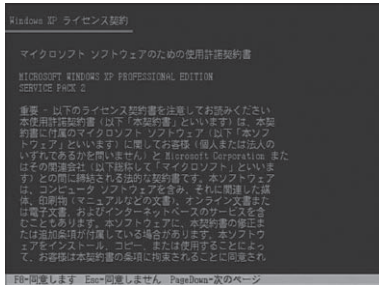 Windows XP ライセンス契約
マイクロソフト ソフトウェアのための使用許諾契約書
MICROSOFT WINDOWS XP PROFESSIONAL EDITION
SERVICE PACK 2
重要 - 以下のライセンス契約書を注意してお読みください
本使用許諾契約書（以下「本契約書」といいます）は、本契
約書に付属のマイクロソフト ソフトウェア（以下「本ソフ
トウェア」といいます）に関してお客様（個人または法人の
いずれであるかを問いません）と Microsoft Corporation また
はその関連会社（以下総称して「マイクロソフト」といいま
す）との間に締結される法的な契約書です。本ソフトウェア
は、コンピュータ ソフトウェアを含み、それに関連した媒
体、印刷物（マニュアルなどの文書）、オンライン文書また
は電子文書、およびインターネットベースのサービスを含
むこともあります。本ソフトウェアに、本契約書の修正ま
たは追加条項が付属している場合があります。本ソフトウ
ェアをインストール、コピー、または使用することによっ
て、お客様は本契約書の条項に拘束されることに同意され
F8=同意します Esc=同意しません PageDown=次のページ